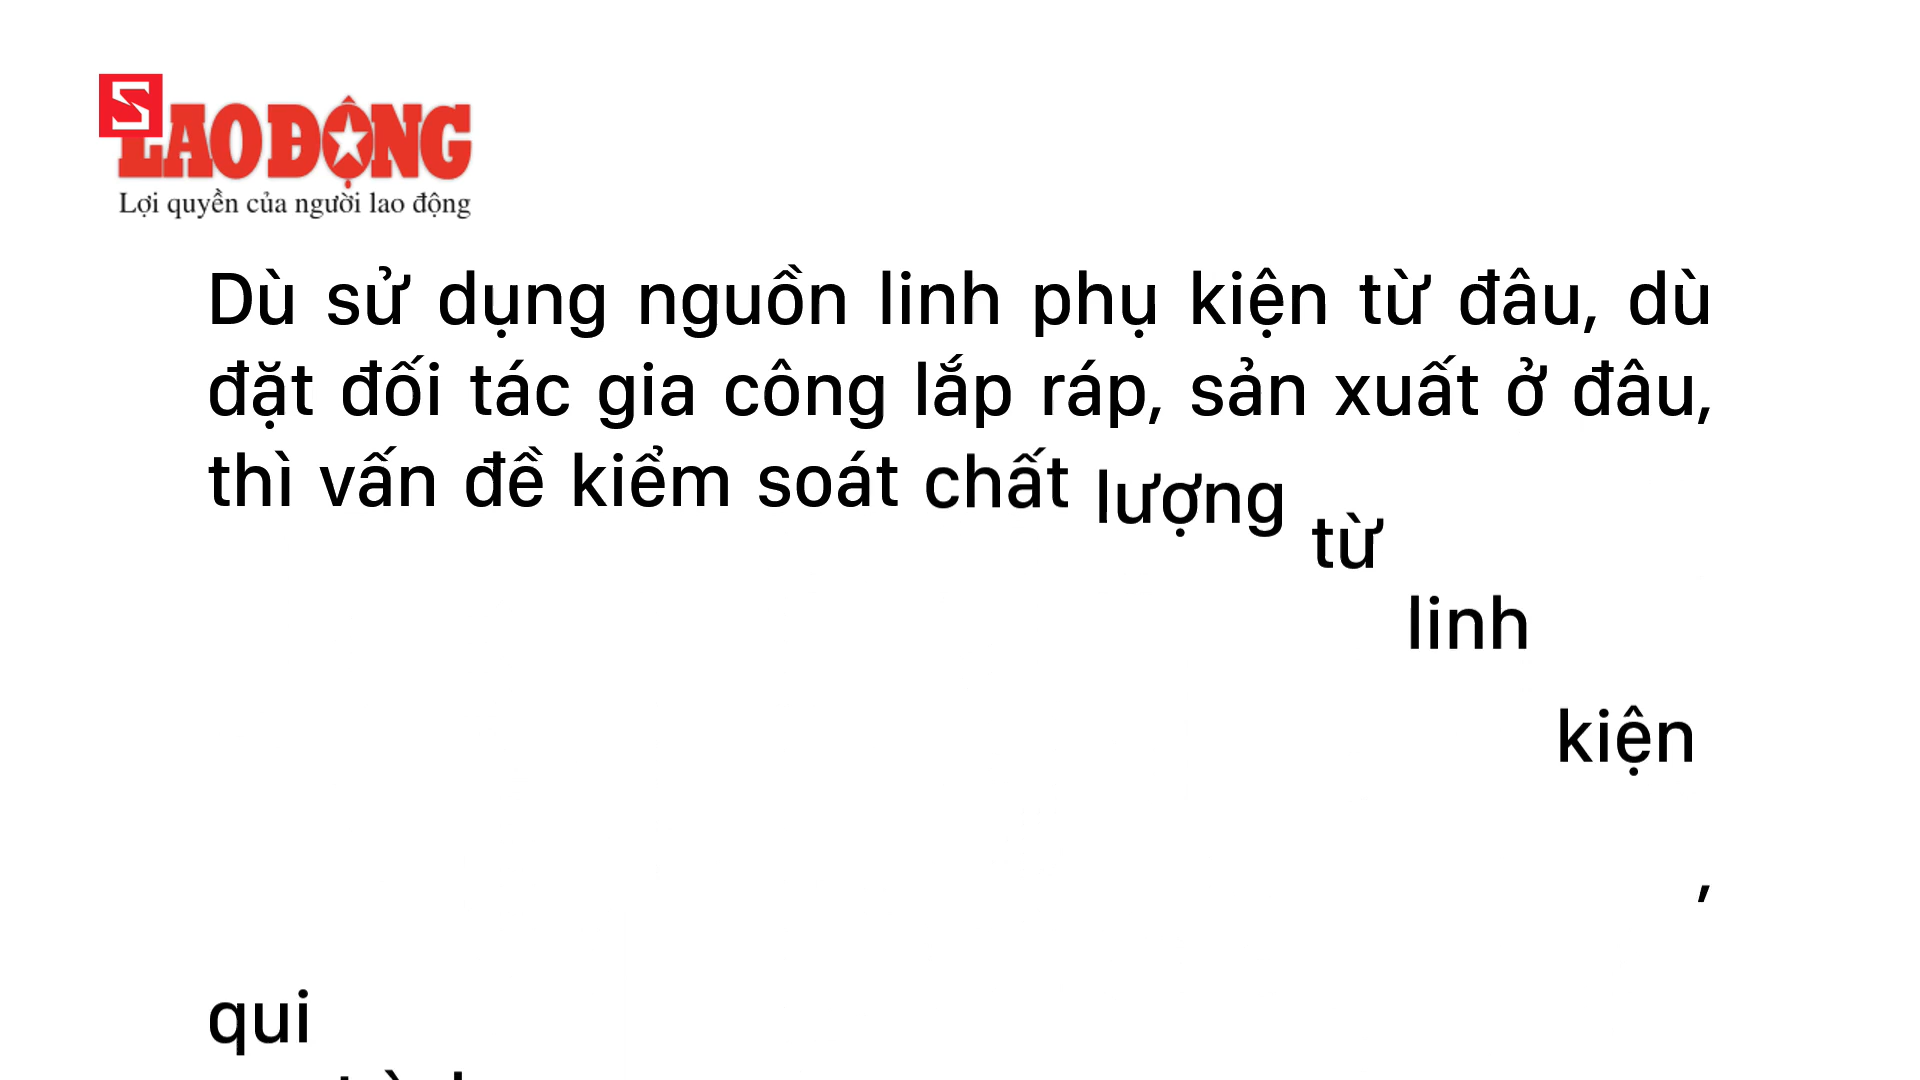 LAO ĐỘNG
Lợi quyền của người lao động
Dù sử dụng nguồn linh phụ kiện từ đâu, dù
đặt đối tác gia công lắp ráp, sản xuất ở đâu,
thì vấn đề kiểm soát chất lượng từ linh kiện,
qui